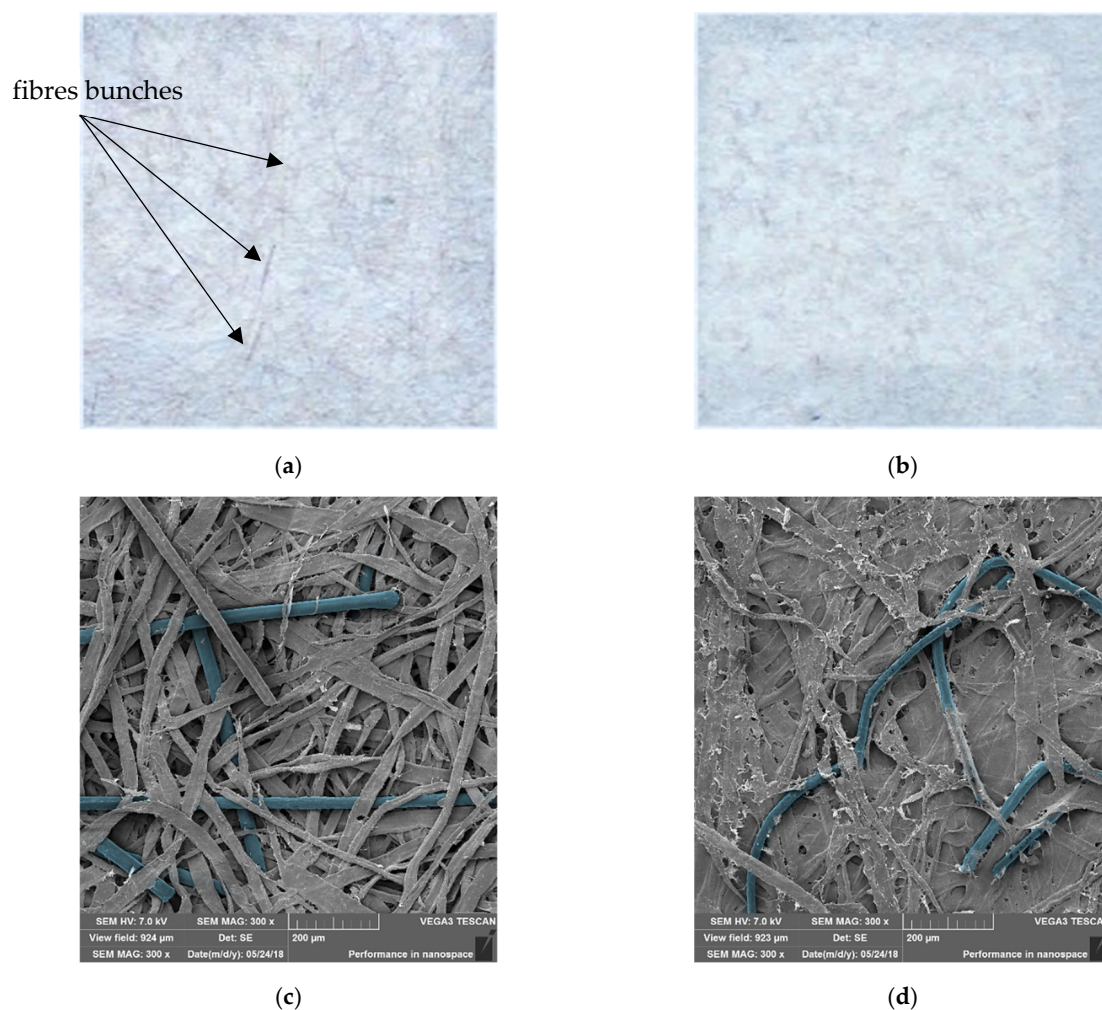 fibres bunches
(a)
(b)
(c)
(d)
SEM HV: 7.0 kV SEM MAG: 300 x VEGA3 TESCAN
View field: 924 µm Det: SE 200 µm
SEM MAG: 300 x Date(m/d/y): 05/24/18 Performance in nanospace
SEM HV: 7.0 kV SEM MAG: 300 x VEGA3 TESCA
View field: 923 µm Det: SE 200 µm
SEM MAG: 300 x Date(m/d/y): 05/24/18 Performance in nanospace